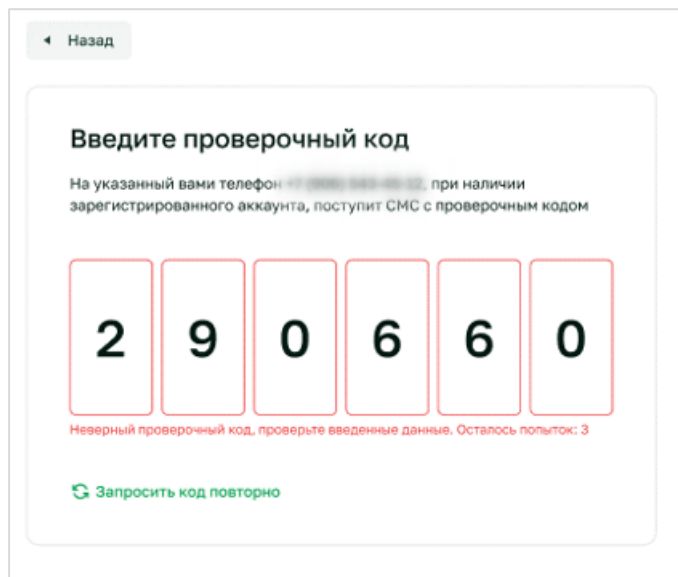 Назад
Введите проверочный код
На указанный вами телефон при наличии
зарегистрированного аккаунта, поступит СМС с проверочным кодом
2 9 0 6 6 0
Неверный проверочный код, проверьте введенные данные. Осталось попыток: 3
Запросить код повторно